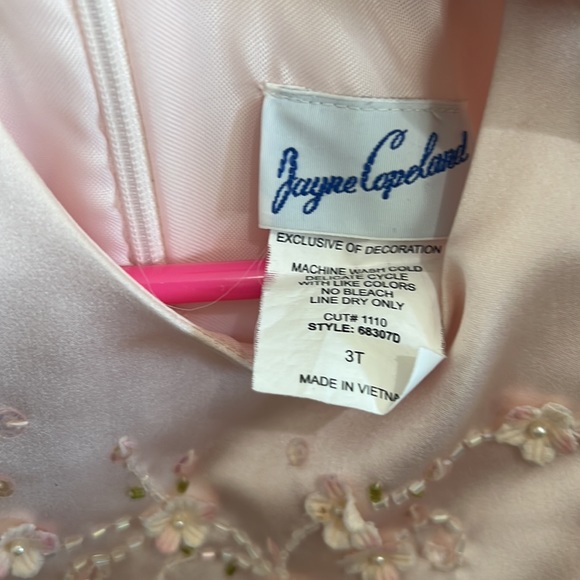 Jayne Copeland
EXCLUSIVE OF DECORATION
MACHINE WASH COLD
DELICATE CYCLE
WITH LIKE COLORS
NO BLEACH
LINE DRY ONLY
CUT# 1110
STYLE: 68307D
3T
MADE IN VIETNA